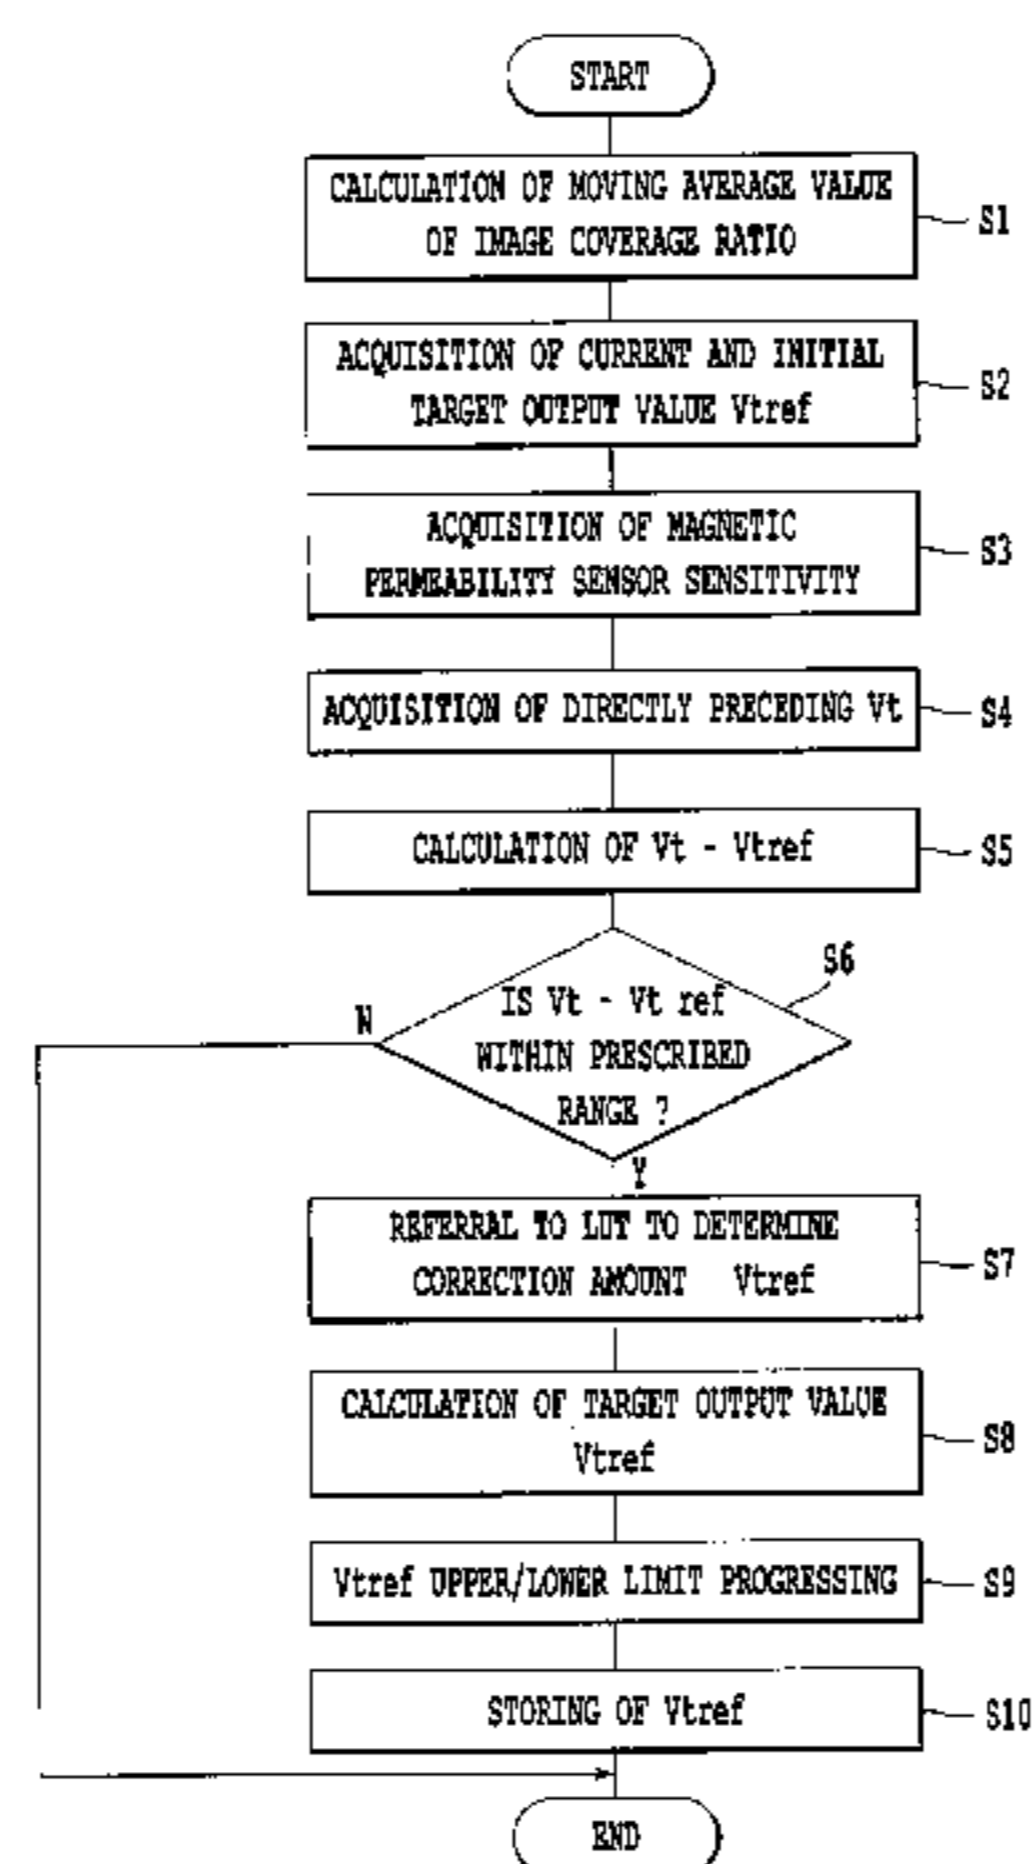 START
CALCULATION OF MOVING AVERAGE VALUE
OF IMAGE COVERAGE RATIO
S1
ACQUISITION OF CURRENT AND INITIAL
TARGET OUTPUT VALUE Vtref
S2
ACQUISITION OF MAGNETIC
PERMEABILITY SENSOR SENSITIVITY
S3
ACQUISITION OF DIRECTLY PRECEDING Vt
S4
CALCULATION OF Vt - Vtref
S5
S6
IS Vt - Vt ref
WITHIN PRESCRIBED
RANGE ?
N
Y
REFERRAL TO LUT TO DETERMINE
CORRECTION AMOUNT Vtref
S7
CALCULATION OF TARGET OUTPUT VALUE
Vtref
S8
Vtref UPPER/LOWER LIMIT PROGRESSING
S9
STORING OF Vtref
S10
END